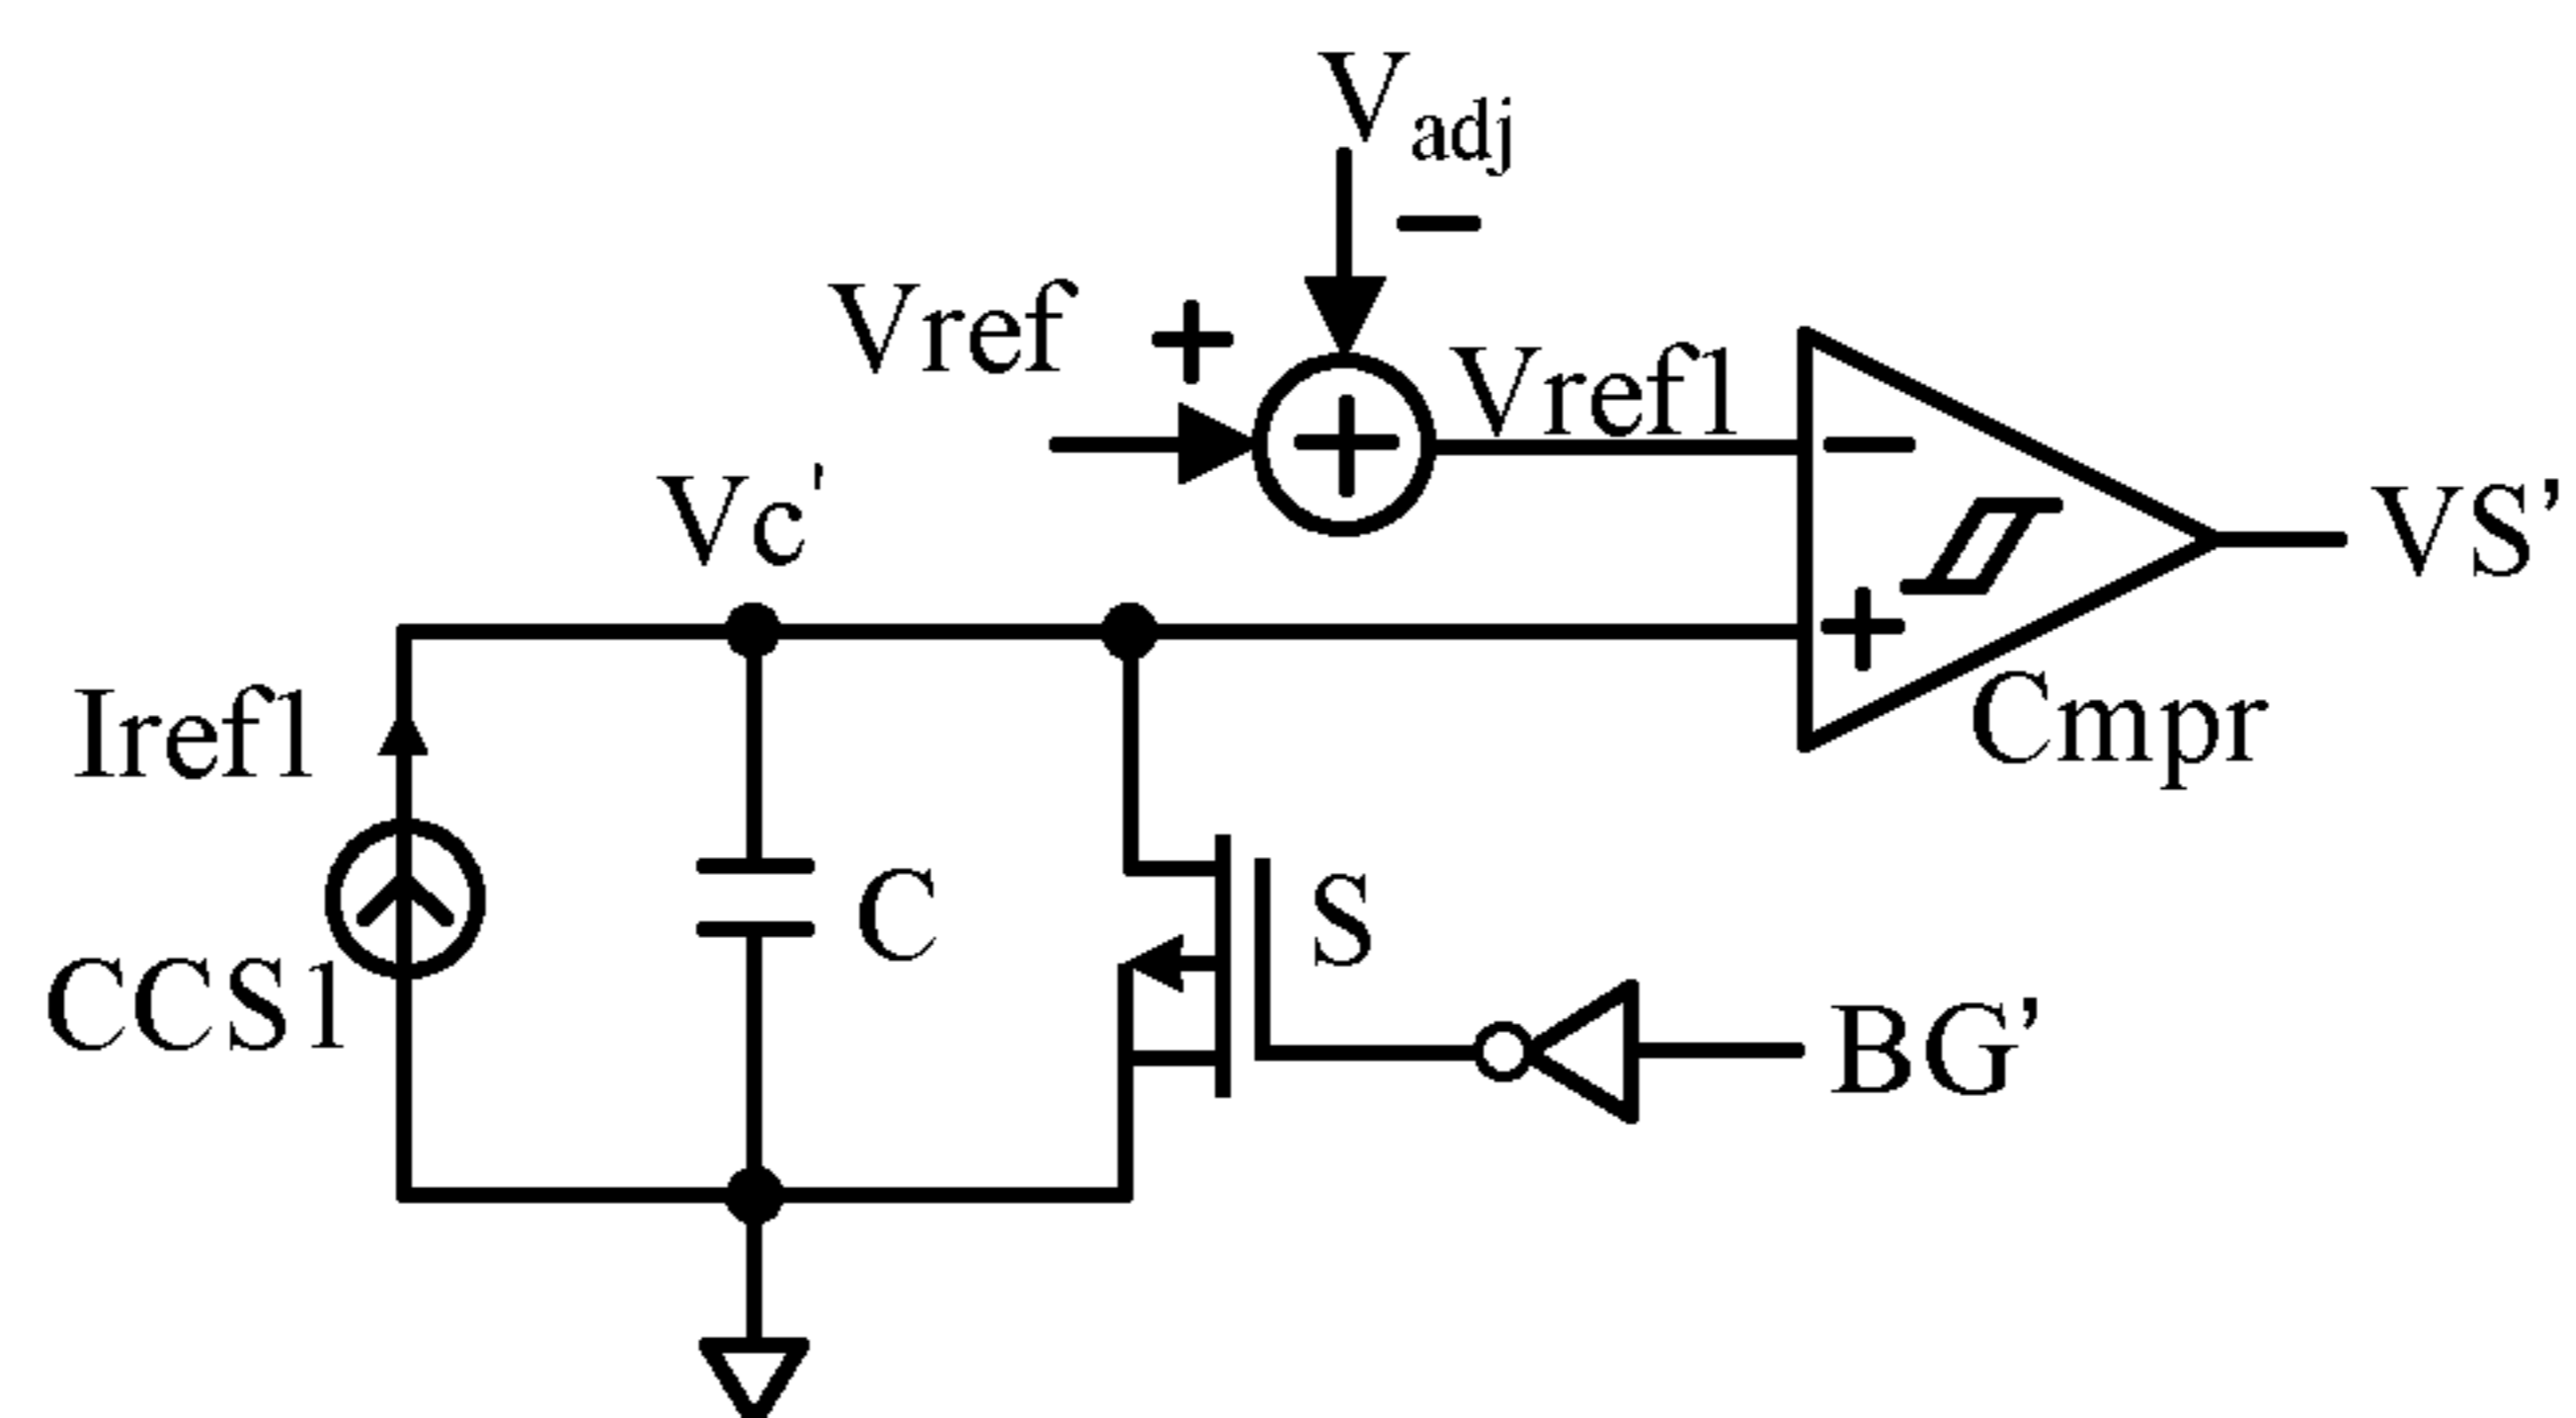 Vadj
−
Vref +
Vref1
−
+
Vc'
VS’
+
Cmpr
Iref1
C
S
CCS1
BG’